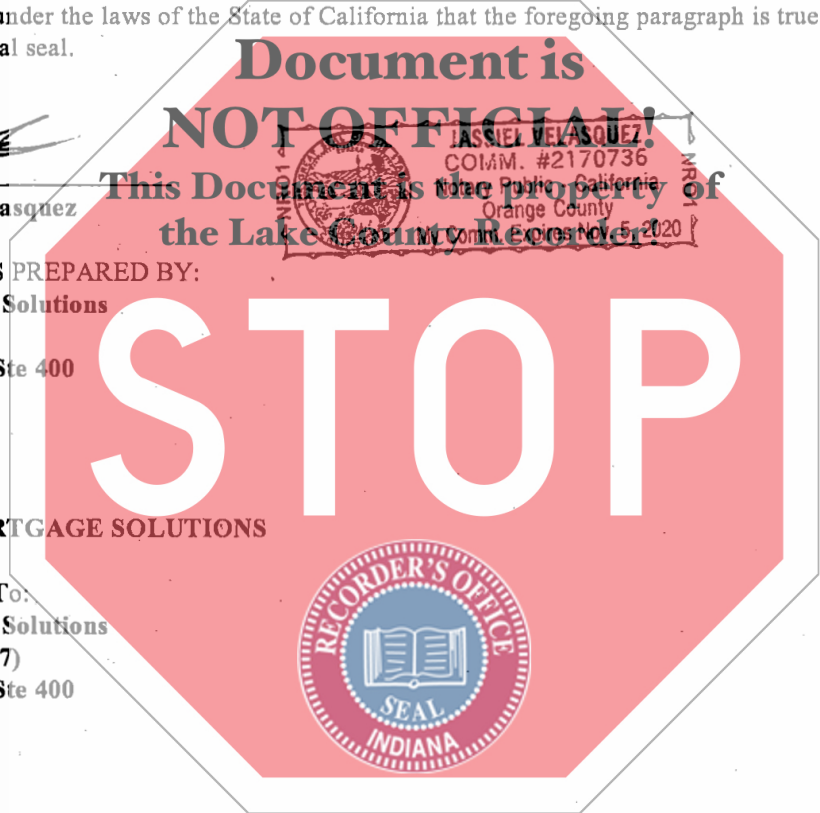 under the laws of the State of California that the foregoing paragraph is true
al seal.
Document is
NOT OFFICIAL!
This Document is the property of
the Lake County Recorder!
JASSIEL VELASQUEZ
COMM. #2170736
Notary Public - California
Orange County
My Comm. Expires Nov. 5, 2020
NRO1
NRO1
asquez
S PREPARED BY:
Solutions
Ste 400
STOP
RTGAGE SOLUTIONS
To:
Solutions
7)
Ste 400
RECORDER'S OFFICE
SEAL
INDIANA